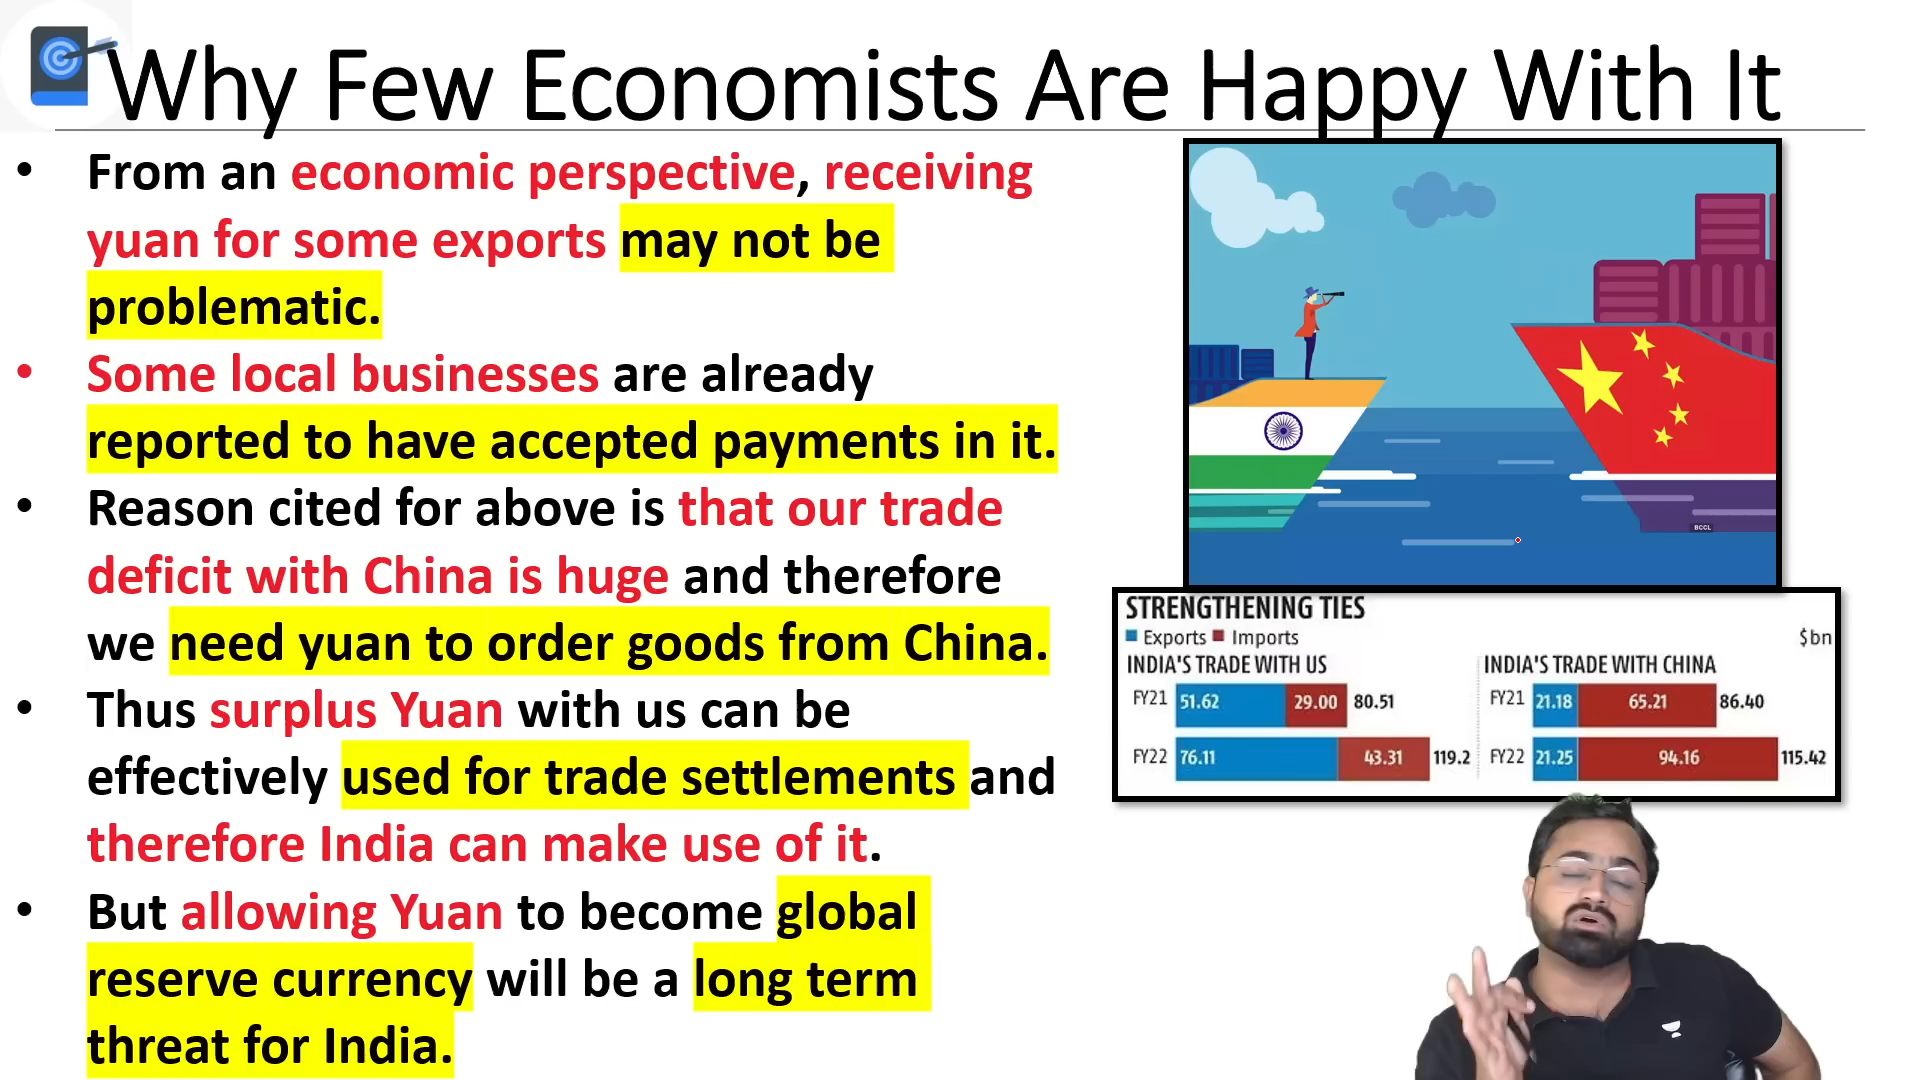 Why Few Economists Are Happy With It
• From an economic perspective, receiving
yuan for some exports may not be
problematic.
• Some local businesses are already
reported to have accepted payments in it.
• Reason cited for above is that our trade
deficit with China is huge and therefore
we need yuan to order goods from China.
• Thus surplus Yuan with us can be
effectively used for trade settlements and
therefore India can make use of it.
• But allowing Yuan to become global
reserve currency will be a long term
threat for India.
BCCL
STRENGTHENING TIES
Exports Imports $bn
INDIA'S TRADE WITH US
FY21 51.62 29.00 80.51
FY22 76.11 43.31 119.2
INDIA'S TRADE WITH CHINA
FY21 21.18 65.21 86.40
FY22 21.25 94.16 115.42